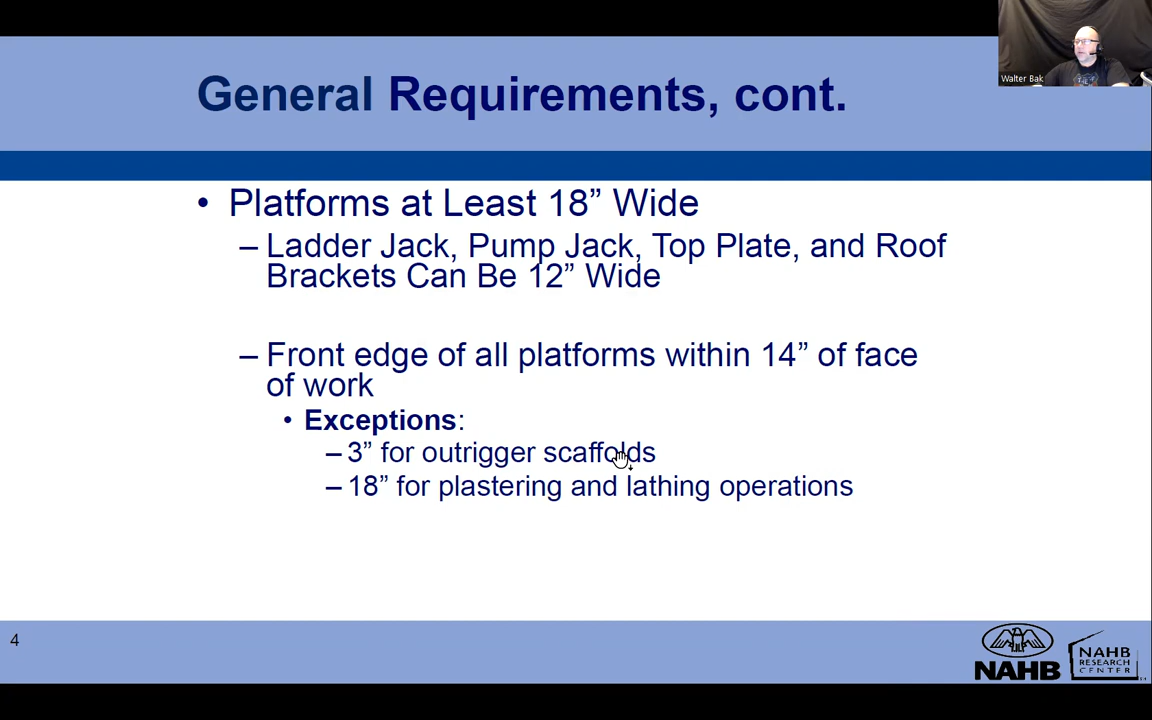 Walter Bak
General Requirements, cont.
• Platforms at Least 18” Wide
– Ladder Jack, Pump Jack, Top Plate, and Roof
Brackets Can Be 12” Wide
– Front edge of all platforms within 14” of face
of work
• Exceptions:
– 3” for outrigger scaffolds
– 18” for plastering and lathing operations
4
NAHB
NAHB
RESEARCH
CENTER